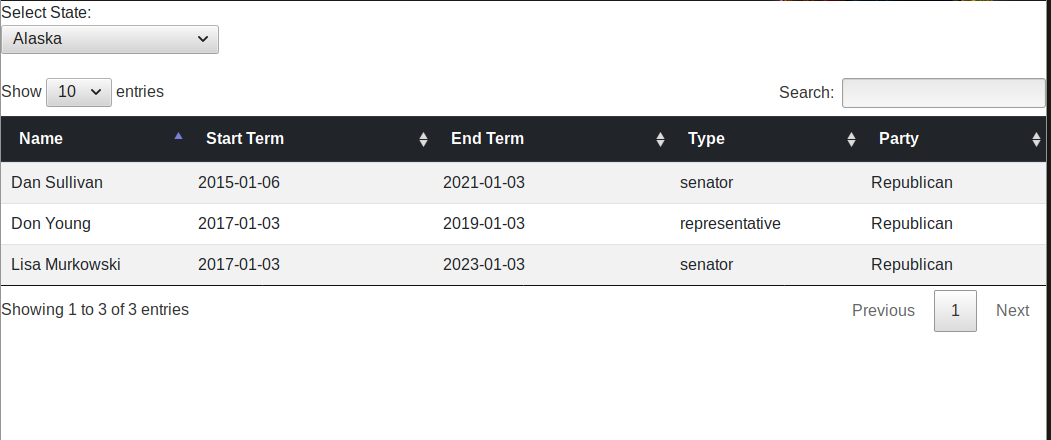 Select State:
Alaska
Show 10 entries Search:
Name Start Term End Term Type Party
Dan Sullivan 2015-01-06 2021-01-03 senator Republican
Don Young 2017-01-03 2019-01-03 representative Republican
Lisa Murkowski 2017-01-03 2023-01-03 senator Republican
Showing 1 to 3 of 3 entries Previous 1 Next